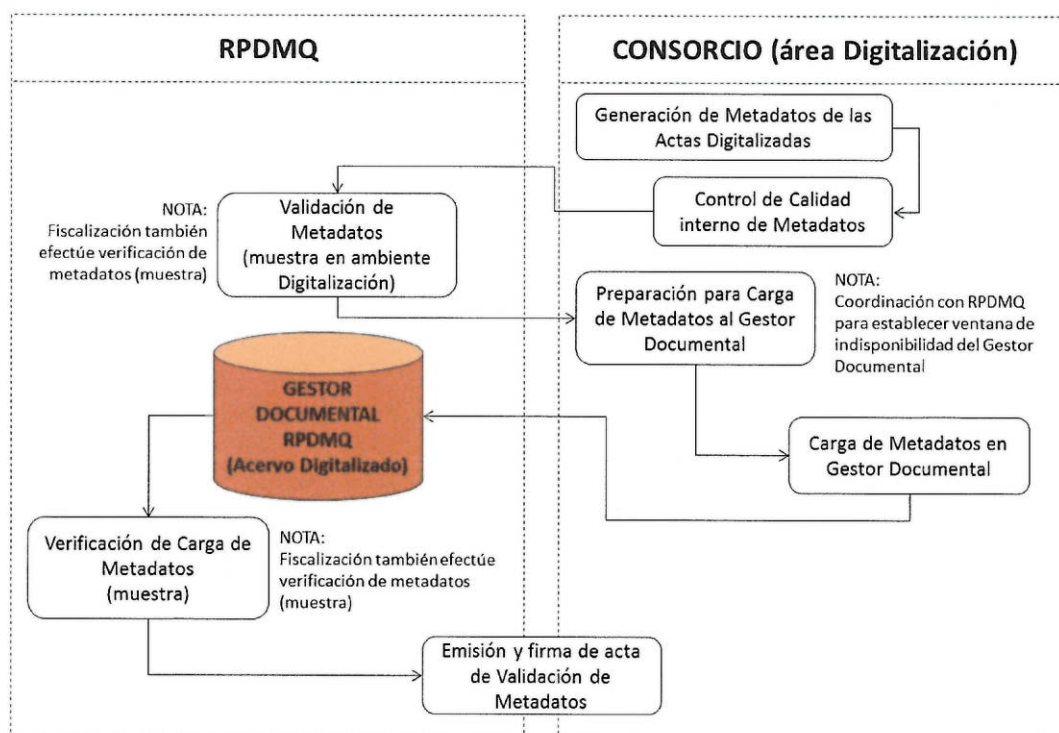 RPDMQ
CONSORCIO (área Digitalización)
Generación de Metadatos de las
Actas Digitalizadas
Control de Calidad
interno de Metadatos
NOTA:
Fiscalización también
efectúe verificación de
metadatos (muestra)
Validación de
Metadatos
(muestra en ambiente
Digitalización)
Preparación para Carga
de Metadatos al Gestor
Documental
NOTA:
Coordinación con RPDMQ
para establecer ventana de
indisponibilidad del Gestor
Documental
GESTOR
DOCUMENTAL
RPDMQ
(Acervo Digitalizado)
Carga de Metadatos en
Gestor Documental
Verificación de Carga de
Metadatos
(muestra)
NOTA:
Fiscalización también efectúe
verificación de metadatos
(muestra)
Emisión y firma de acta
de Validación de
Metadatos